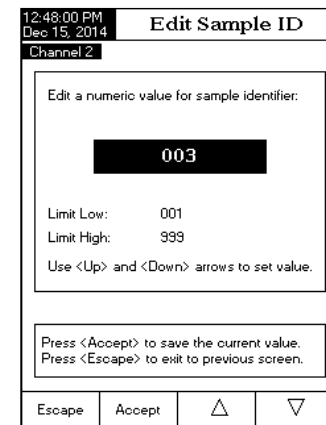 12:48:00 PM
Dec 15, 2014
Edit Sample ID
Channel 2
Edit a numeric value for sample identifier:
003
Limit Low: 001
Limit High: 999
Use <Up> and <Down> arrows to set value.
Press <Accept> to save the current value.
Press <Escape> to exit to previous screen.
Escape Accept △ ▽